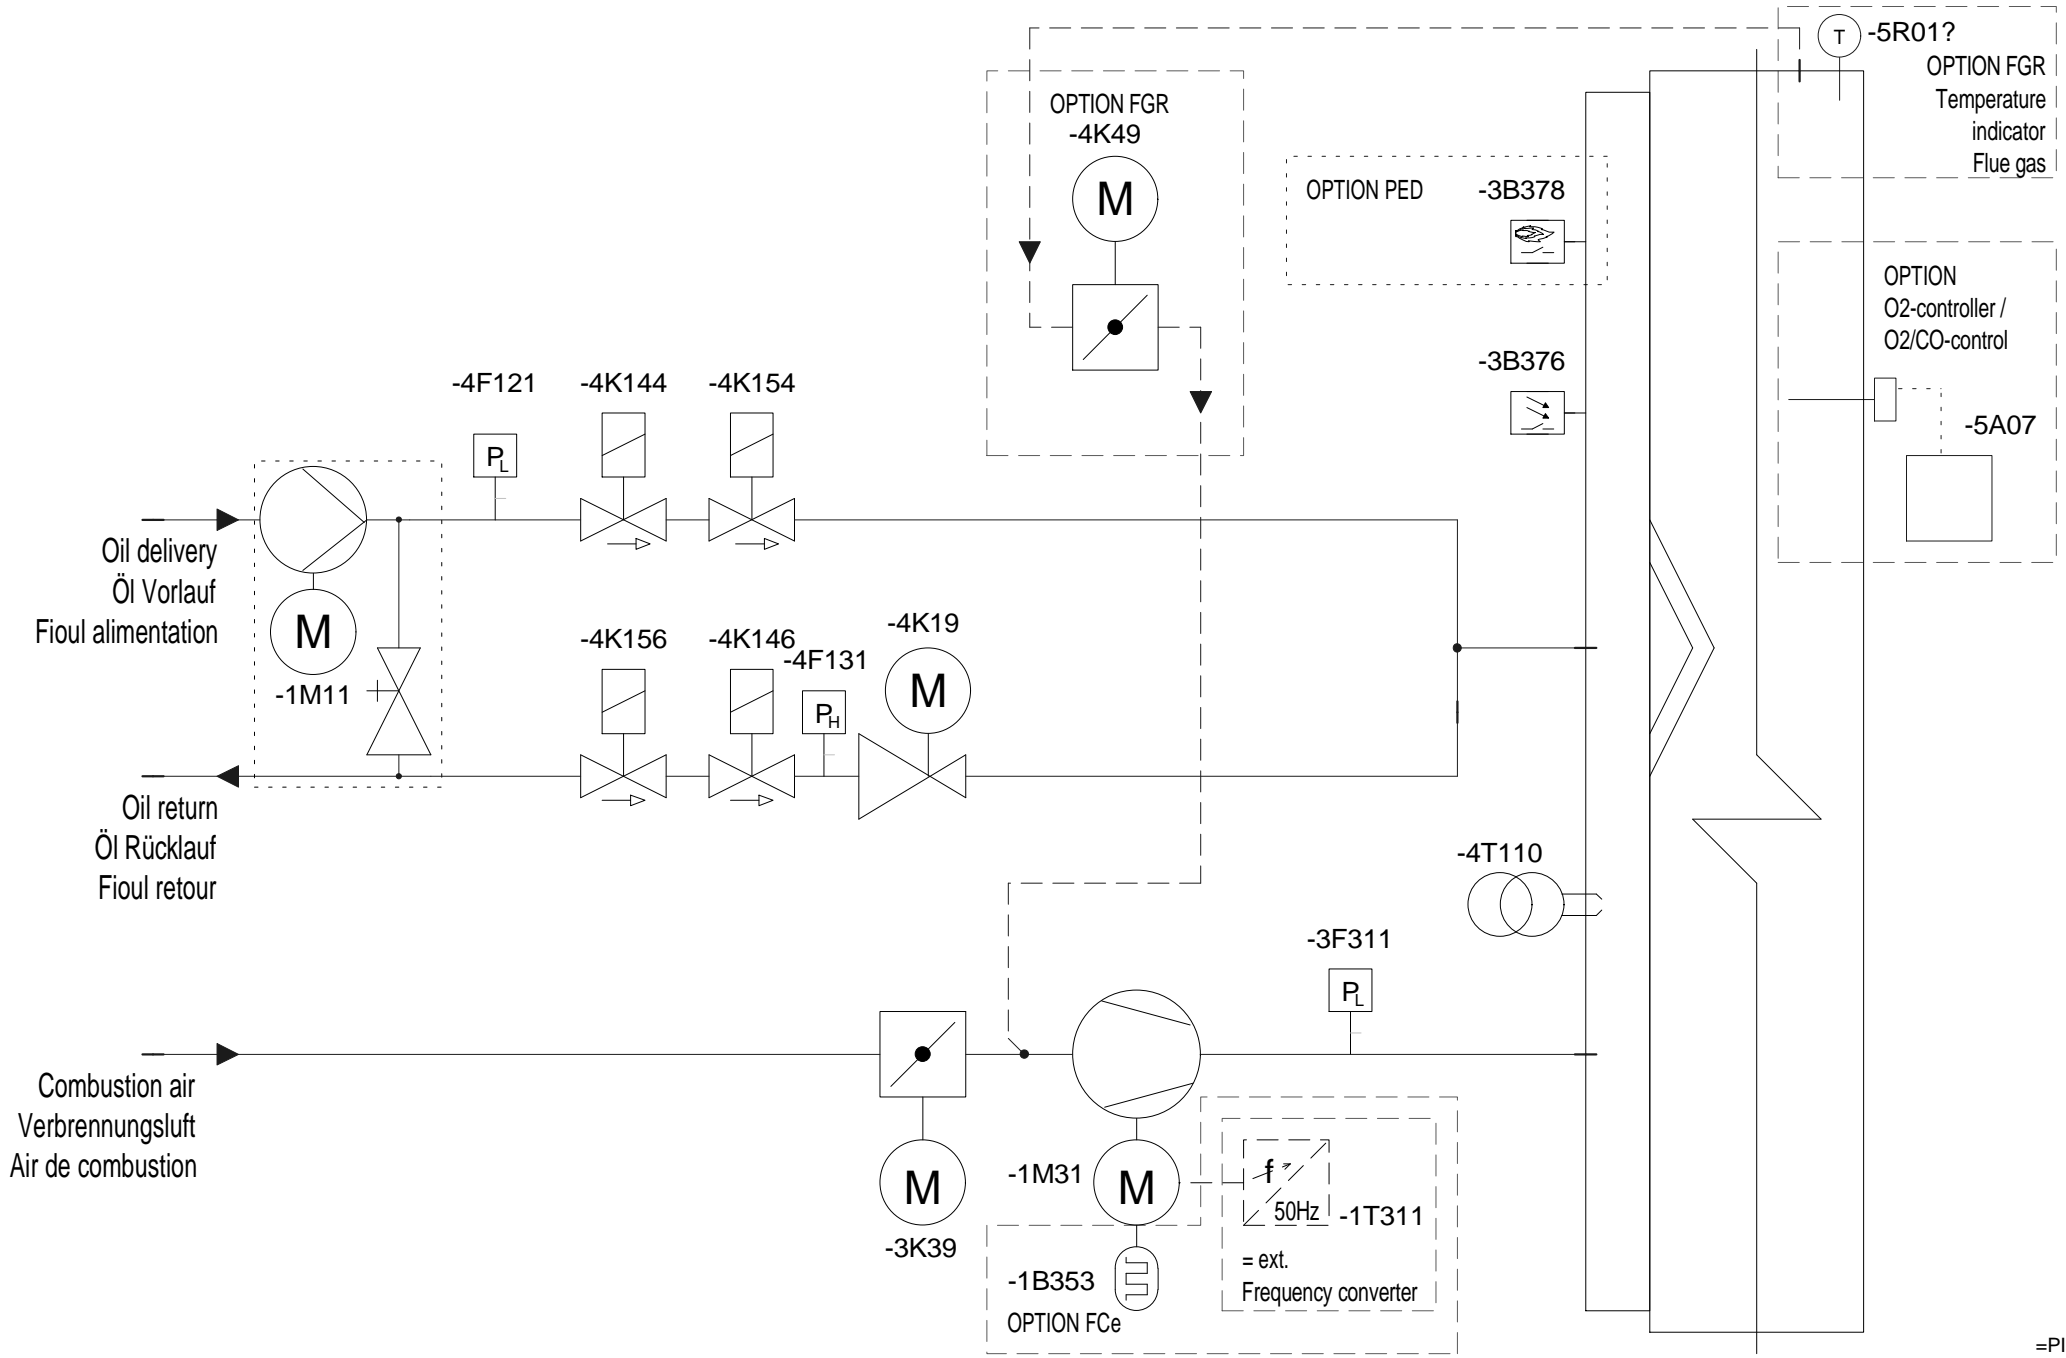 T
-5R01?
OPTION FGR
Temperature
indicator
Flue gas
OPTION FGR
-4K49
M
OPTION PED
-3B378
OPTION
O2-controller /
O2/CO-control
-5A07
-3B376
-4F121
-4K144
-4K154
PL
Oil delivery
Öl Vorlauf
Fioul alimentation
M
-1M11
-4K156
-4K146
-4F131
-4K19
M
PH
Oil return
Öl Rücklauf
Fioul retour
-4T110
-3F311
PL
Combustion air
Verbrennungsluft
Air de combustion
M
-3K39
-1M31
M
f
50Hz
-1T311
= ext.
Frequency converter
-1B353
OPTION FCe
=PI